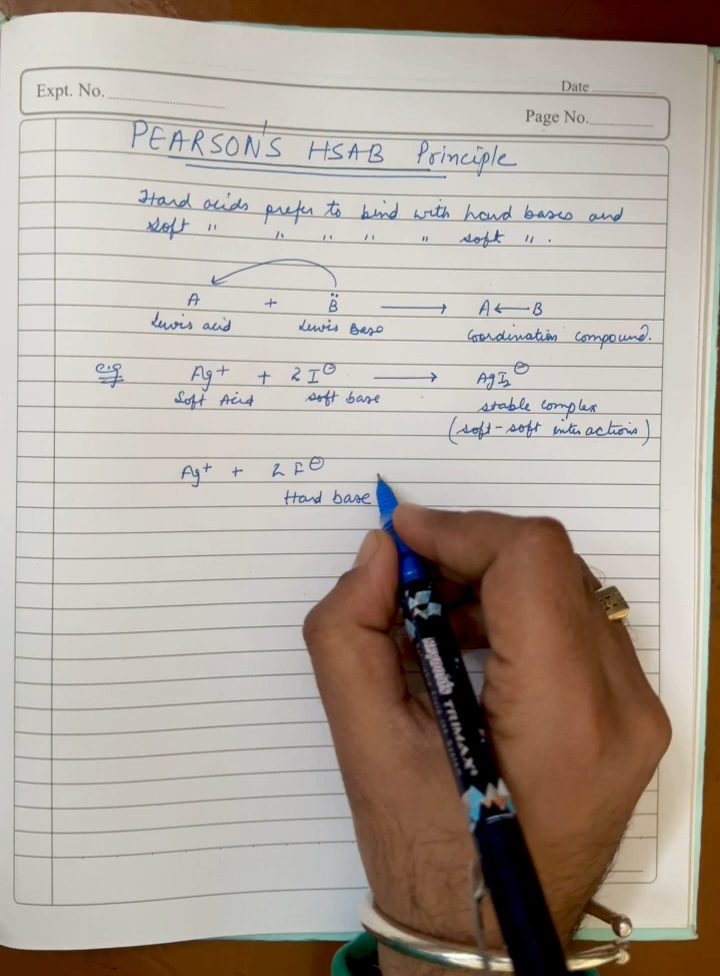 Expt. No.
Date
Page No.
PEARSON'S HSAB Principle
Hard acids prefer to bind with hard bases and
soft " " " " " soft " .
A + B̈ ⟶ A ⟵ B
Lewis acid Lewis Base Coordination compound.
e.g Ag+ + 2 I⊖ ⟶ AgI₂⊖
Soft Acid soft base stable complex
(soft-soft interactions)
Ag+ + 2 F⊖
Hard base
Reynolds TRIMAX